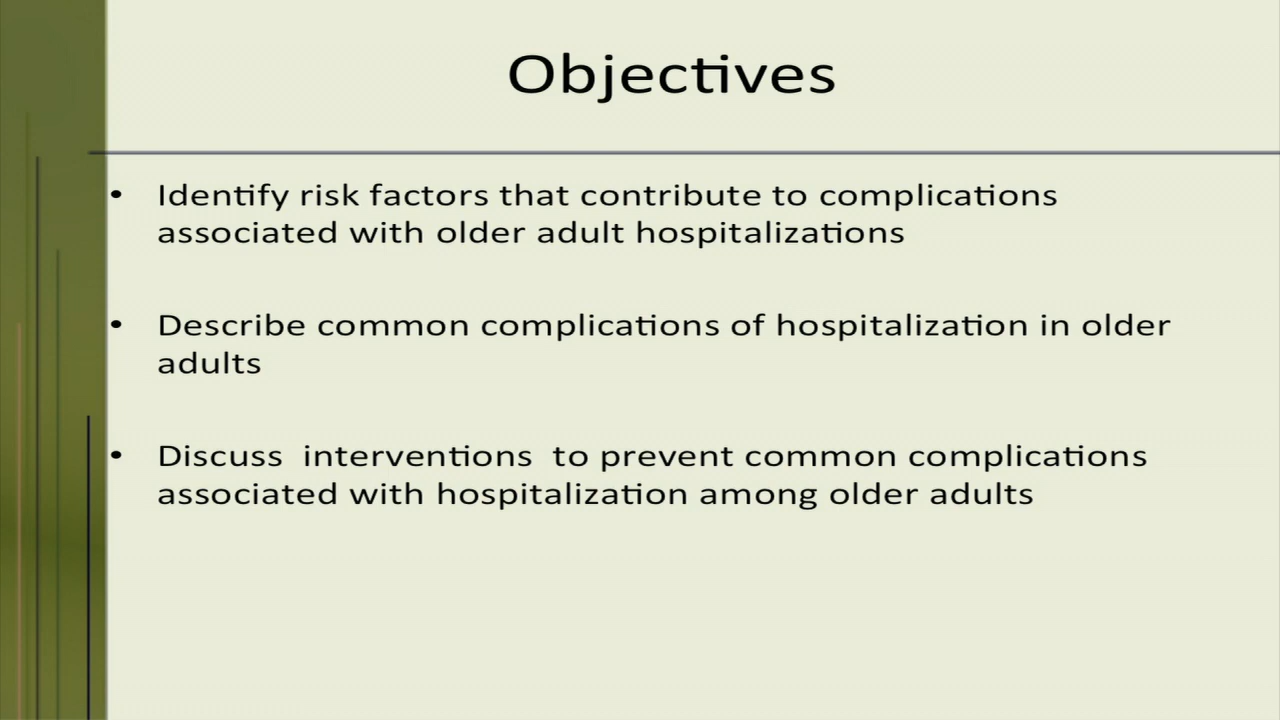 Objectives
• Identify risk factors that contribute to complications
associated with older adult hospitalizations
• Describe common complications of hospitalization in older
adults
• Discuss  interventions  to prevent common complications
associated with hospitalization among older adults